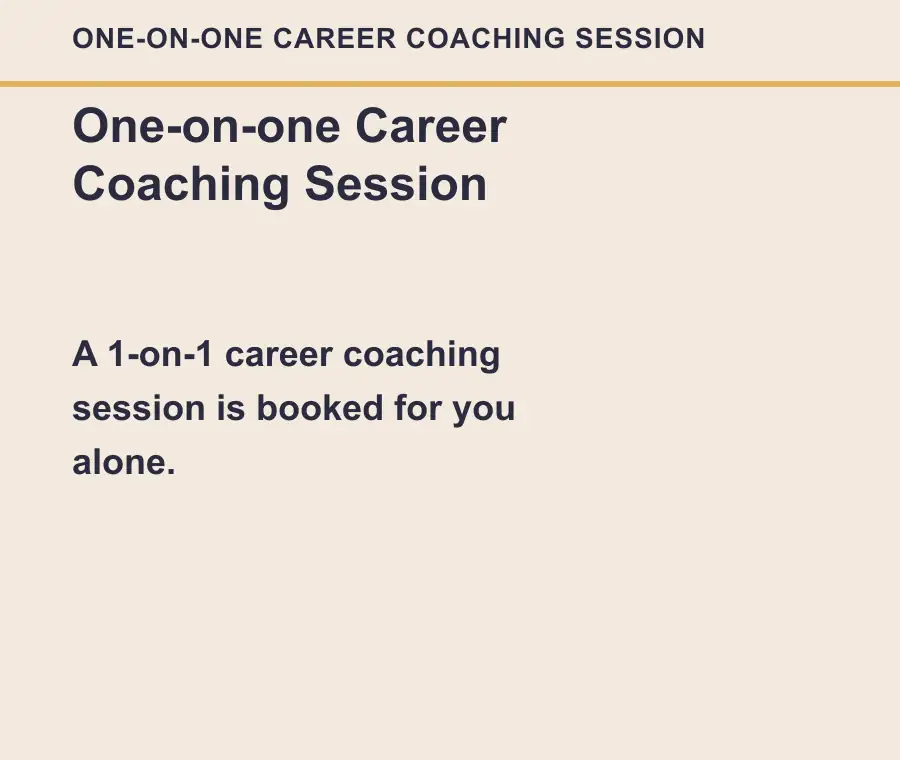 ONE-ON-ONE CAREER COACHING SESSION
One-on-one Career
Coaching Session
A 1-on-1 career coaching
session is booked for you
alone.